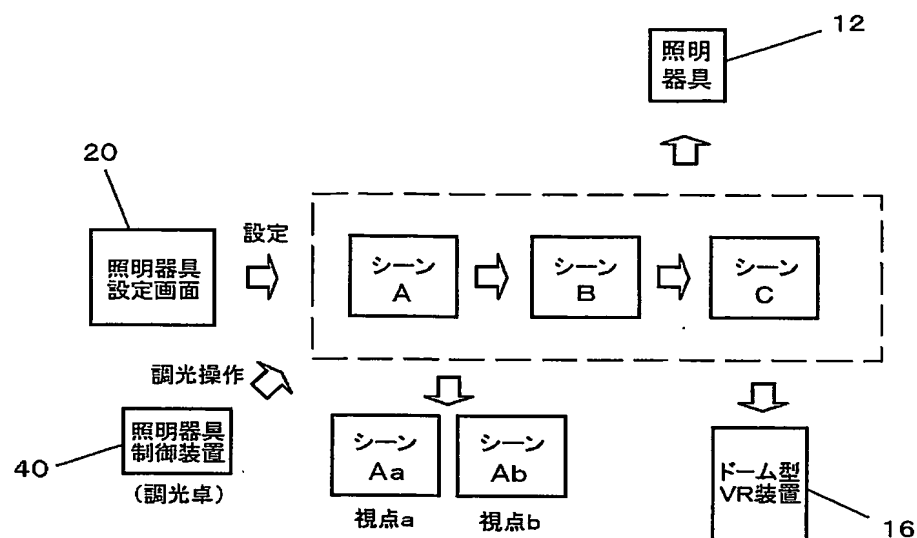 12
照明
器具
20
設定
照明器具
設定画面
シーン
A
シーン
B
シーン
C
調光操作
照明器具
制御装置
40
(調光卓)
シーン
Aa
シーン
Ab
視点a
視点b
ドーム型
VR装置
16